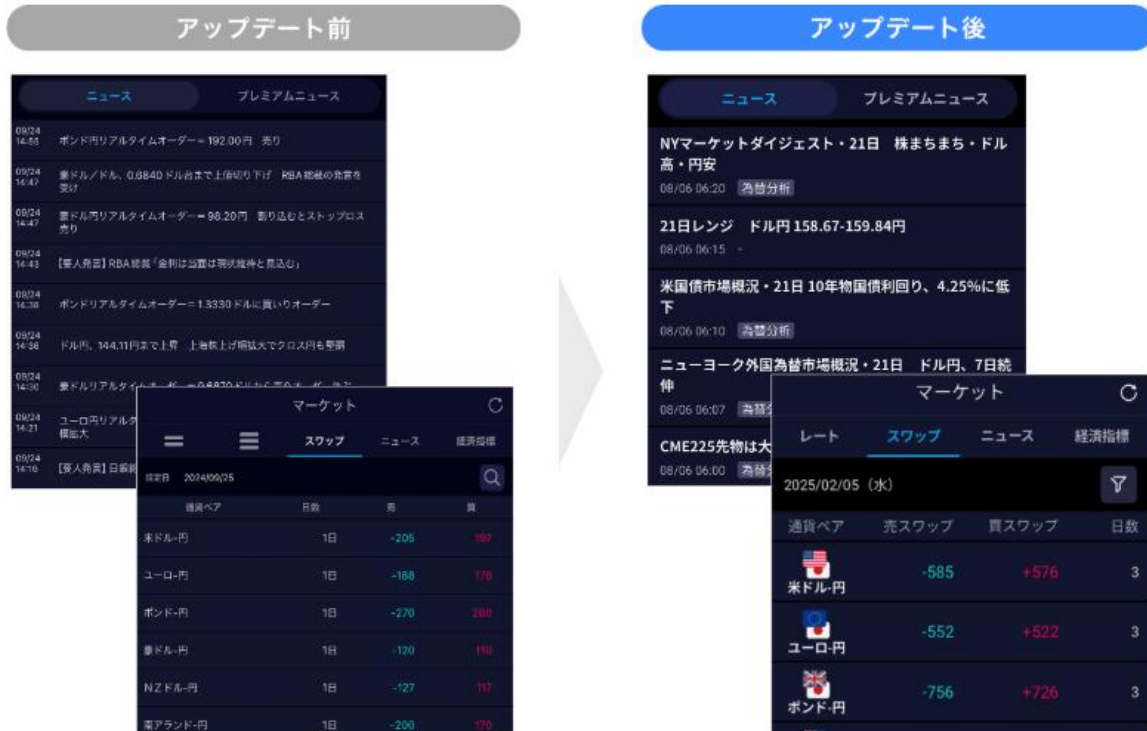 アップデート前
ニュース
プレミアムニュース
09/24
14:55
ポンド円リアルタイムオーダー=192.00円 売り
09/24
14:47
豪ドル/ドル、0.6840ドル台まで上値切り下げ RBA総裁の発言を
受け
09/24
14:47
豪ドル円リアルタイムオーダー=98.20円 割り込むとストップロス
売り
09/24
14:43
【要人発言】RBA総裁「金利は当面は現状維持と見込む」
09/24
14:38
ポンドリアルタイムオーダー=1.3330ドルに買いりオーダー
09/24
14:36
ドル円、144.11円まで上昇 上海株上げ幅拡大でクロス円も堅調
09/24
14:30
09/24
14:21
ユーロ円リアルタ
09/24
14:16
【要人発言】日銀
マーケット
スワップ
ニュース
経済指標
指定日 2024/09/25
通貨ペア 日数 売 買
米ドル-円 1日 -205 197
ユーロ-円 1日 -188 178
ポンド-円 1日 -270 260
豪ドル-円 1日 -120 110
NZドル-円 1日 -127 117
南アランド-円 1日 -200 170
アップデート後
ニュース
プレミアムニュース
NYマーケットダイジェスト・21日 株まちまち・ドル
高・円安
08/06 06:20 為替分析
21日レンジ ドル円 158.67-159.84円
08/06 06:15 -
米国債市場概況・21日 10年物国債利回り、4.25%に低
下
08/06 06:10 為替分析
ニューヨーク外国為替市場概況・21日 ドル円、7日続
伸
08/06 06:07 為替分
CME225先物は大
08/06 06:00 為替分
マーケット
レート
スワップ
ニュース
経済指標
2025/02/05(水)
通貨ペア 売スワップ 買スワップ 日数
米ドル-円 -585 +576 3
ユーロ-円 -552 +522 3
ポンド-円 -756 +726 3